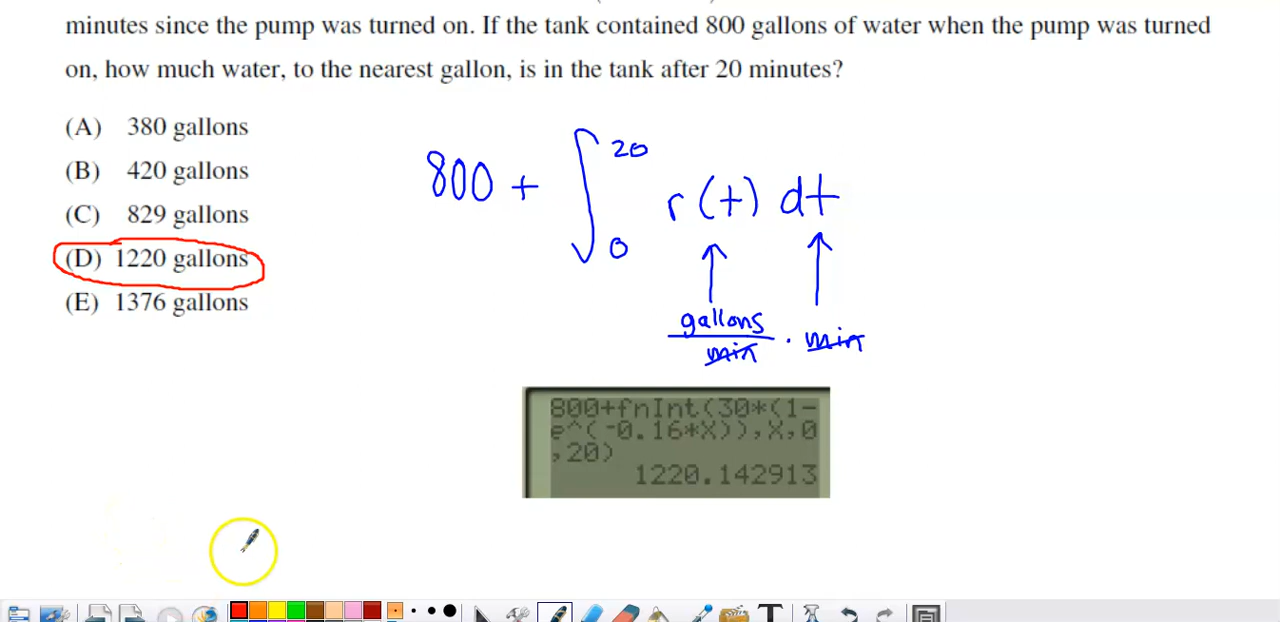 minutes since the pump was turned on. If the tank contained 800 gallons of water when the pump was turned
on, how much water, to the nearest gallon, is in the tank after 20 minutes?
(A) 380 gallons
(B) 420 gallons
(C) 829 gallons
(D) 1220 gallons
(E) 1376 gallons
800 + ∫ 20 0 r(t) dt
gallons
min · min
800+fnInt(30*(1-
e^(-0.16*X)),X,0
,20)
1220.142913
T